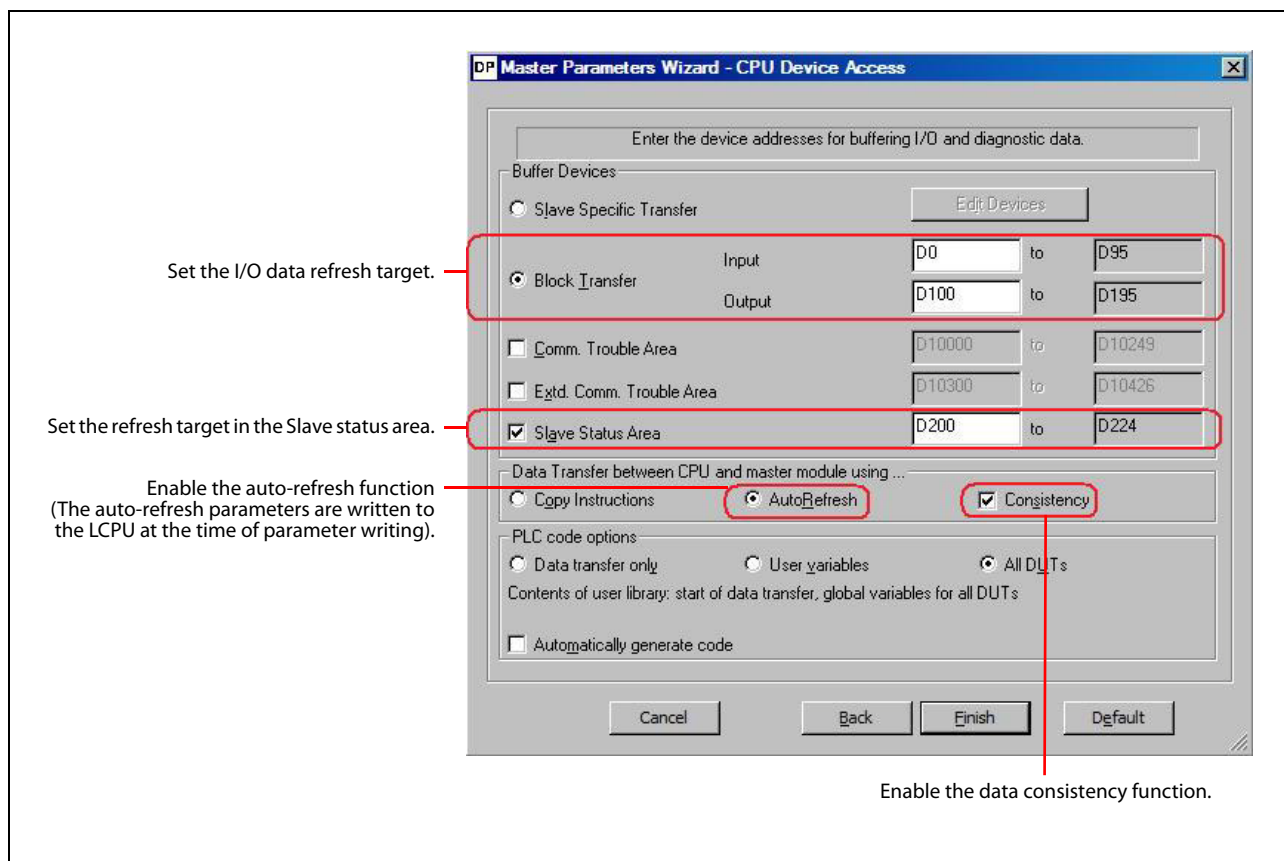 DP Master Parameters Wizard - CPU Device Access
Enter the device addresses for buffering I/O and diagnostic data.
Buffer Devices
Slave Specific Transfer Edit Devices
Set the I/O data refresh target.
Block Transfer
Input D0 to D95
Output D100 to D195
Comm. Trouble Area D10000 to D10249
Extd. Comm. Trouble Area D10300 to D10426
Set the refresh target in the Slave status area.
Slave Status Area D200 to D224
Data Transfer between CPU and master module using ...
Enable the auto-refresh function
(The auto-refresh parameters are written to
the LCPU at the time of parameter writing).
Copy Instructions AutoRefresh Consistency
PLC code options
Data transfer only User variables All DUTs
Contents of user library: start of data transfer, global variables for all DUTs
Automatically generate code
Cancel Back Finish Default
Enable the data consistency function.